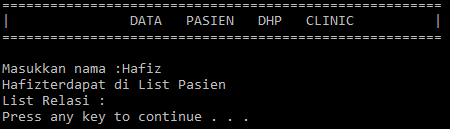 ==================================================
| DATA PASIEN DHP CLINIC |
==================================================
Masukkan nama :Hafiz
Hafizterdapat di List Pasien
List Relasi :
Press any key to continue . . .